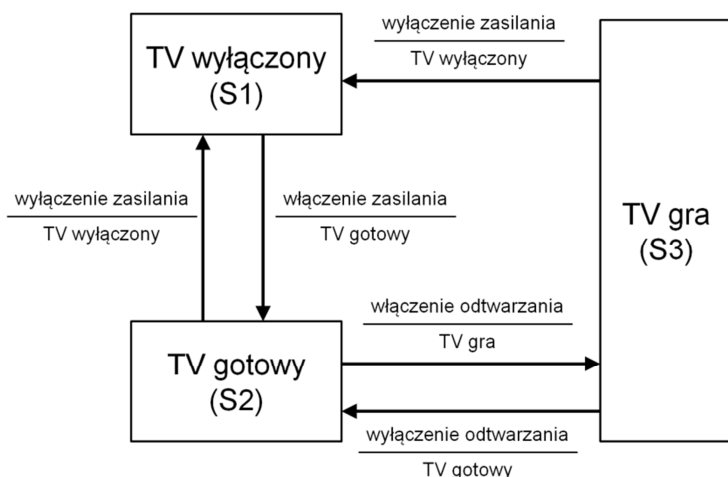 wyłączenie zasilania
TV wyłączony
TV wyłączony
(S1)
wyłączenie zasilania
TV wyłączony
włączenie zasilania
TV gotowy
TV gra
(S3)
włączenie odtwarzania
TV gra
TV gotowy
(S2)
wyłączenie odtwarzania
TV gotowy